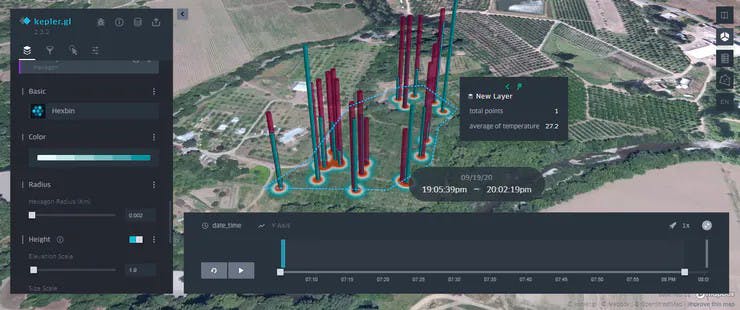 kepler.gl
2.3.2
Hexagon
Basic
Hexbin
Color
Radius
Hexagon Radius (Km)
0.002
Height
Elevation Scale
1.0
Size Scale
New Layer
total points 1
average of temperature 27.2
EN
09/19/20
19:05:39pm — 20:02:19pm
date_time
Y Axis
1x
07:10 07:15 07:20 07:25 07:30 07:35 07:40 07:45 07:50 07:55 08 PM 08:0
mapbox
© kepler.gl © Mapbox © OpenStreetMap Improve this map